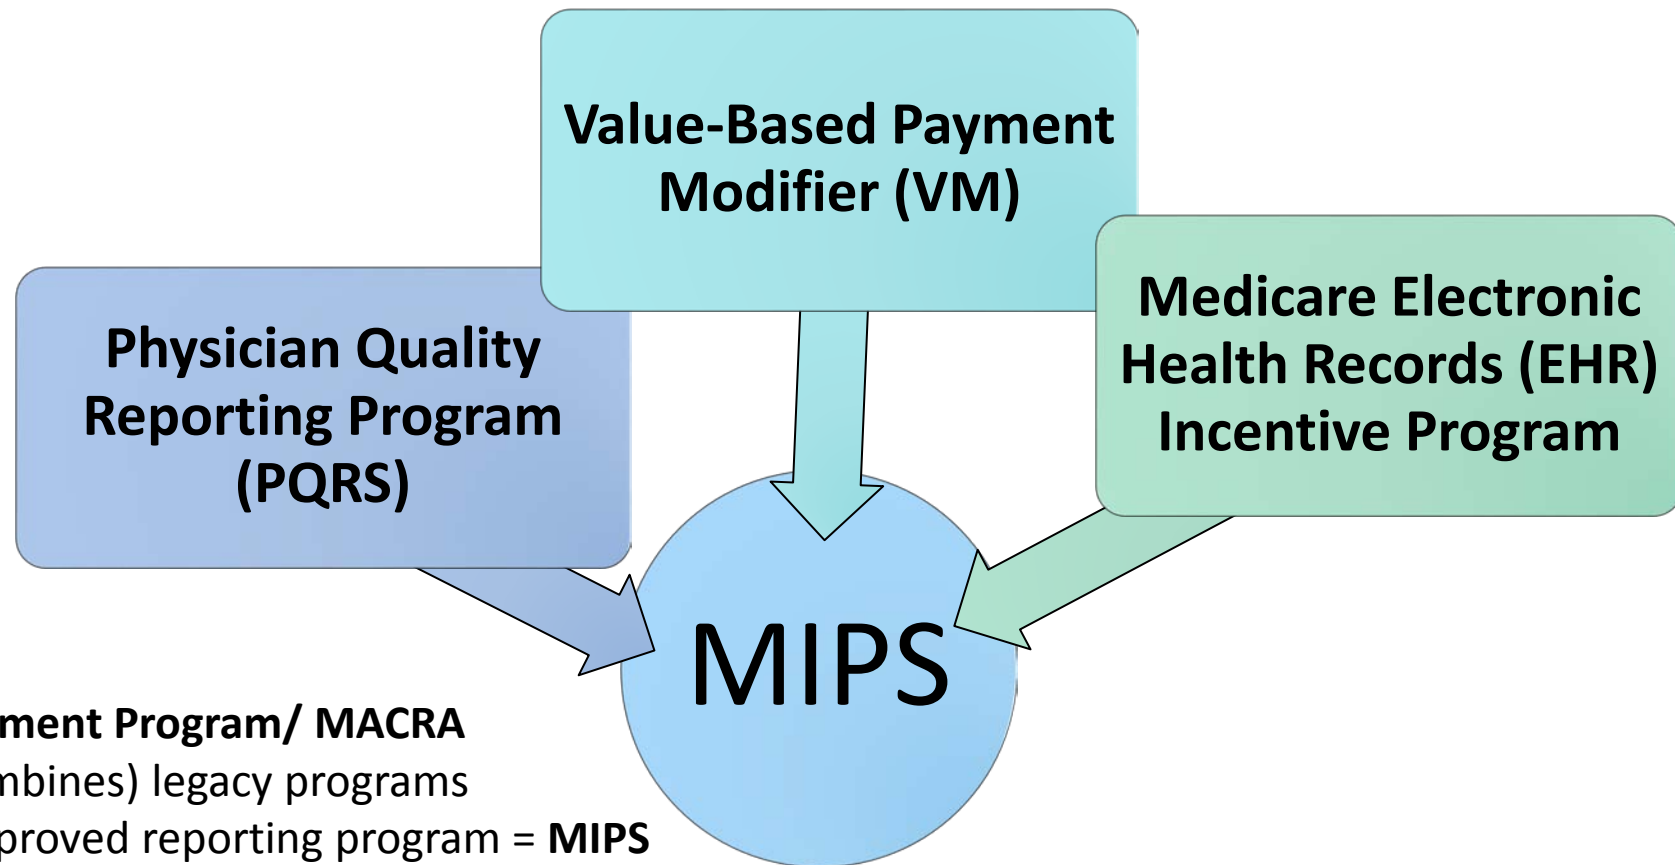 Value-Based Payment
Modifier (VM)
Medicare Electronic
Health Records (EHR)
Incentive Program
Physician Quality
Reporting Program
(PQRS)
MIPS
ment Program/ MACRA
mbines) legacy programs
proved reporting program = MIPS